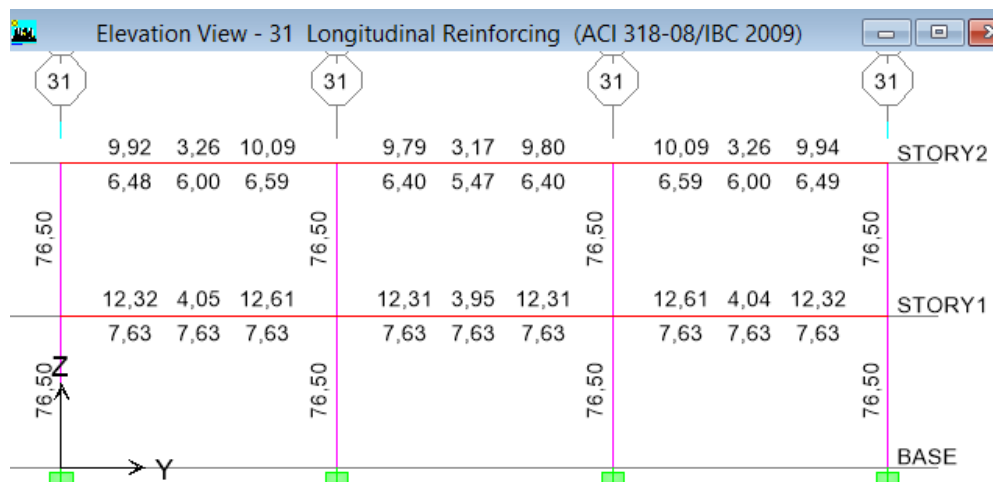 Elevation View - 31 Longitudinal Reinforcing (ACI 318-08/IBC 2009)
31 31 31 31
9,92 3,26 10,09 9,79 3,17 9,80 10,09 3,26 9,94 STORY2
6,48 6,00 6,59 6,40 5,47 6,40 6,59 6,00 6,49
76,50 76,50 76,50 76,50
12,32 4,05 12,61 12,31 3,95 12,31 12,61 4,04 12,32 STORY1
7,63 7,63 7,63 7,63 7,63 7,63 7,63 7,63 7,63
76,50 76,50 76,50 76,50
Z
Y BASE